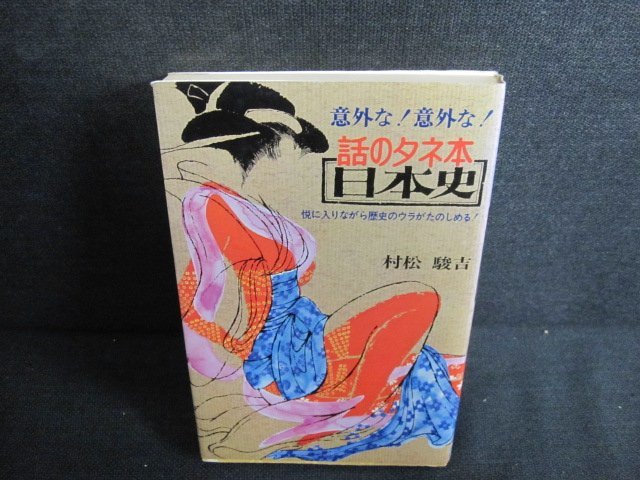 意外な!意外な!
話のタネ本
[日本史]
悦に入りながら歴史のウラがたのしめる!
村松 駿吉